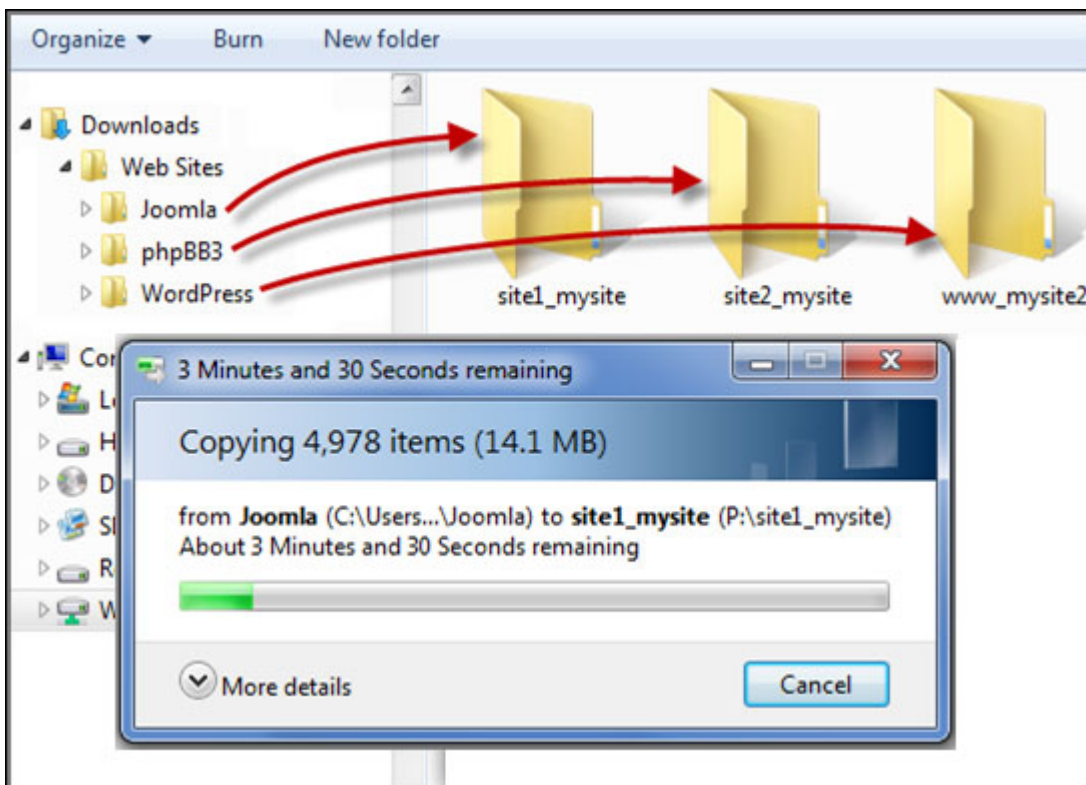 Organize Burn New folder
Downloads
Web Sites
Joomla
phpBB3
WordPress
site1_mysite site2_mysite www_mysite2
3 Minutes and 30 Seconds remaining
Copying 4,978 items (14.1 MB)
from Joomla (C:\Users...\Joomla) to site1_mysite (P:\site1_mysite)
About 3 Minutes and 30 Seconds remaining
More details Cancel